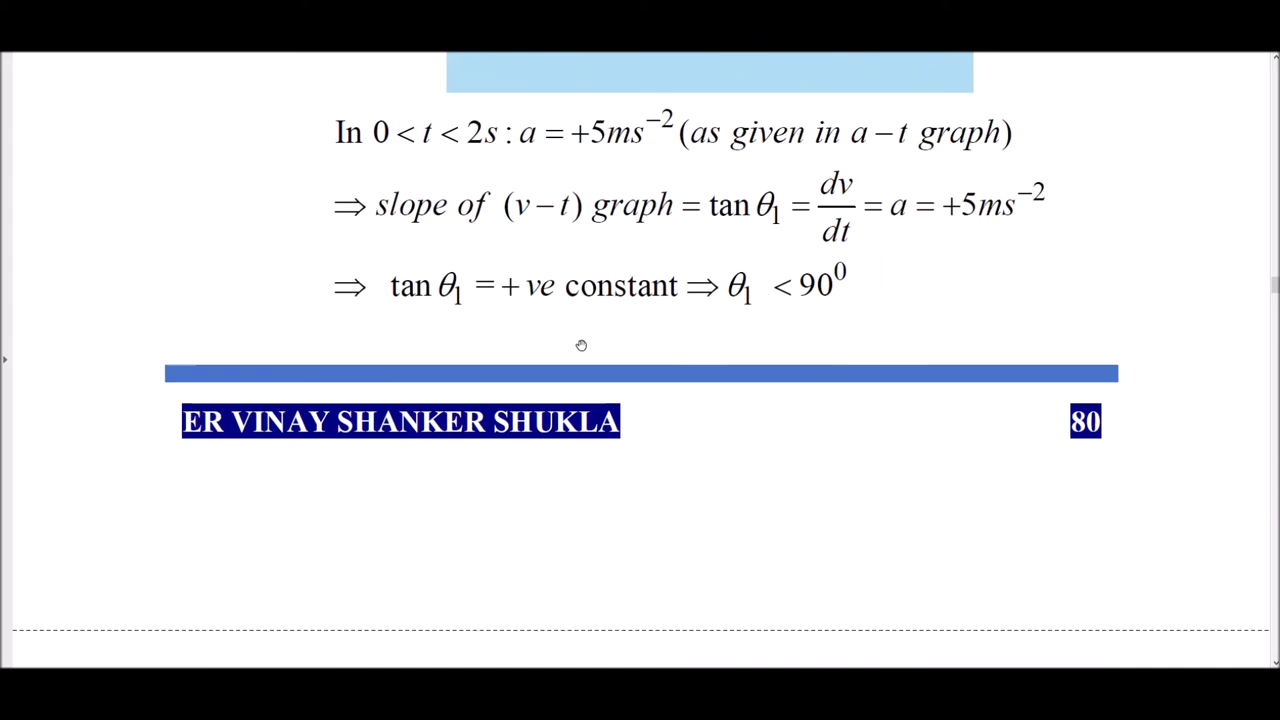 In 0 < t < 2s : a = +5ms⁻² (as given in a − t graph)
⇒ slope of (v − t) graph = tan θ₁ = dv/dt = a = +5ms⁻²
⇒ tan θ₁ = + ve constant ⇒ θ₁ < 90⁰
ER VINAY SHANKER SHUKLA 80